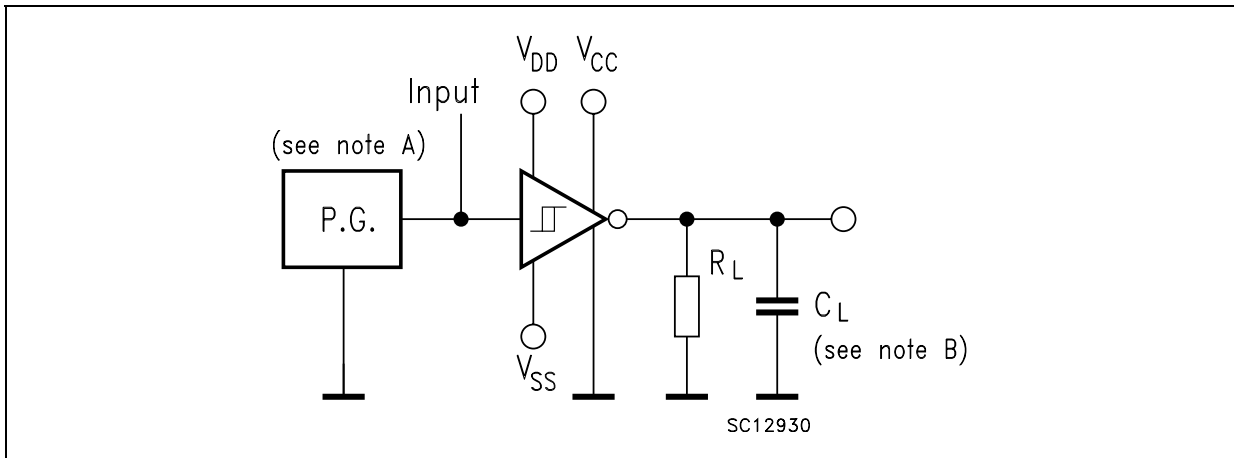 V_DD V_CC
Input
(see note A)
P.G.
R_L
C_L
(see note B)
V_SS
SC12930